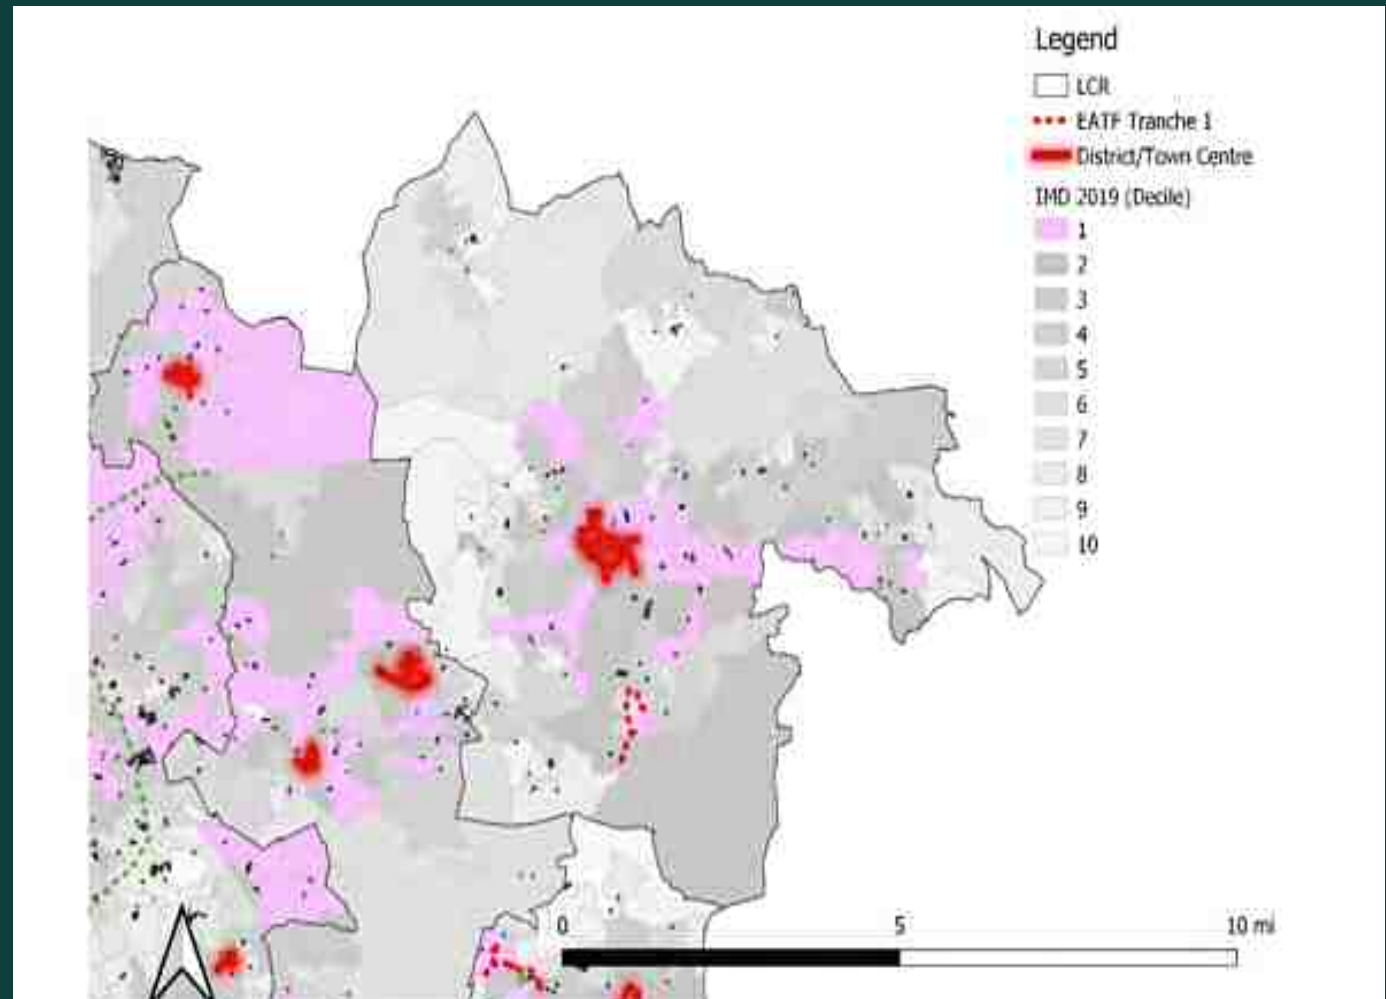 Legend
LCR
EATF Tranche 1
District/Town Centre
IMD 2019 (Decile)
1
2
3
4
5
6
7
8
9
10
0 5 10 mi